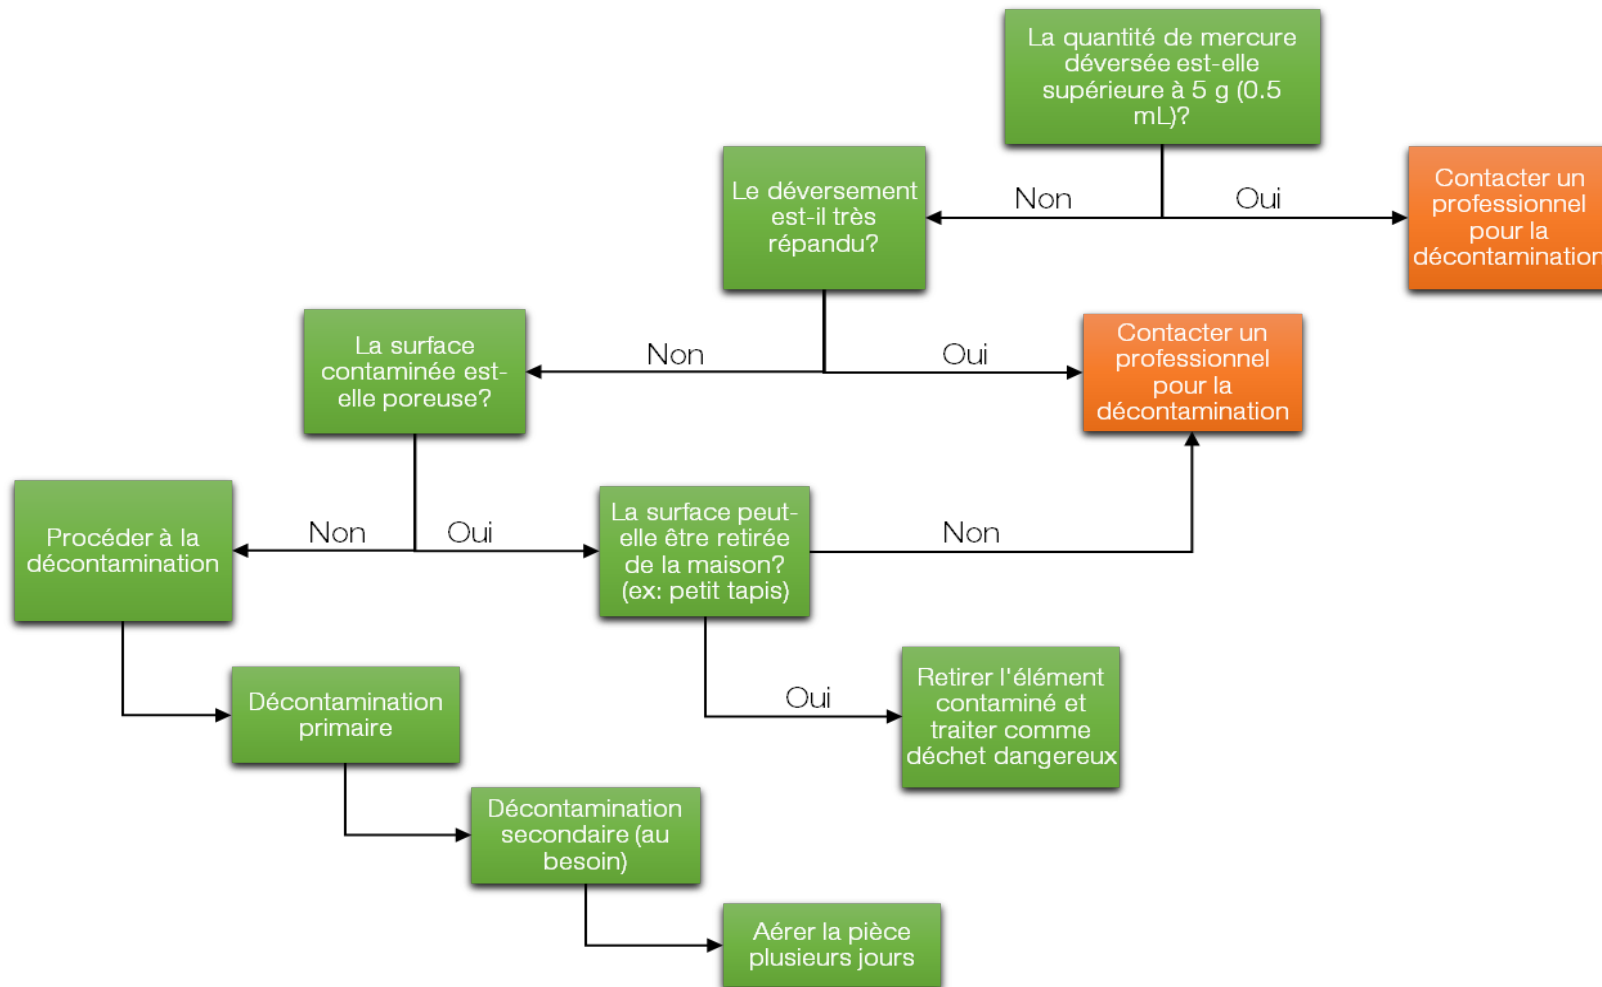 La quantité de mercure
déversée est-elle
supérieure à 5 g (0.5
mL)?
Le déversement
est-il très
répandu?
Non
Oui
Contacter un
professionnel
pour la
décontamination
La surface
contaminée est-
elle poreuse?
Non
Oui
Contacter un
professionnel
pour la
décontamination
Procéder à la
décontamination
Non
Oui
La surface peut-
elle être retirée
de la maison?
(ex: petit tapis)
Non
Décontamination
primaire
Oui
Retirer l'élément
contaminé et
traiter comme
déchet dangereux
Décontamination
secondaire (au
besoin)
Aérer la pièce
plusieurs jours